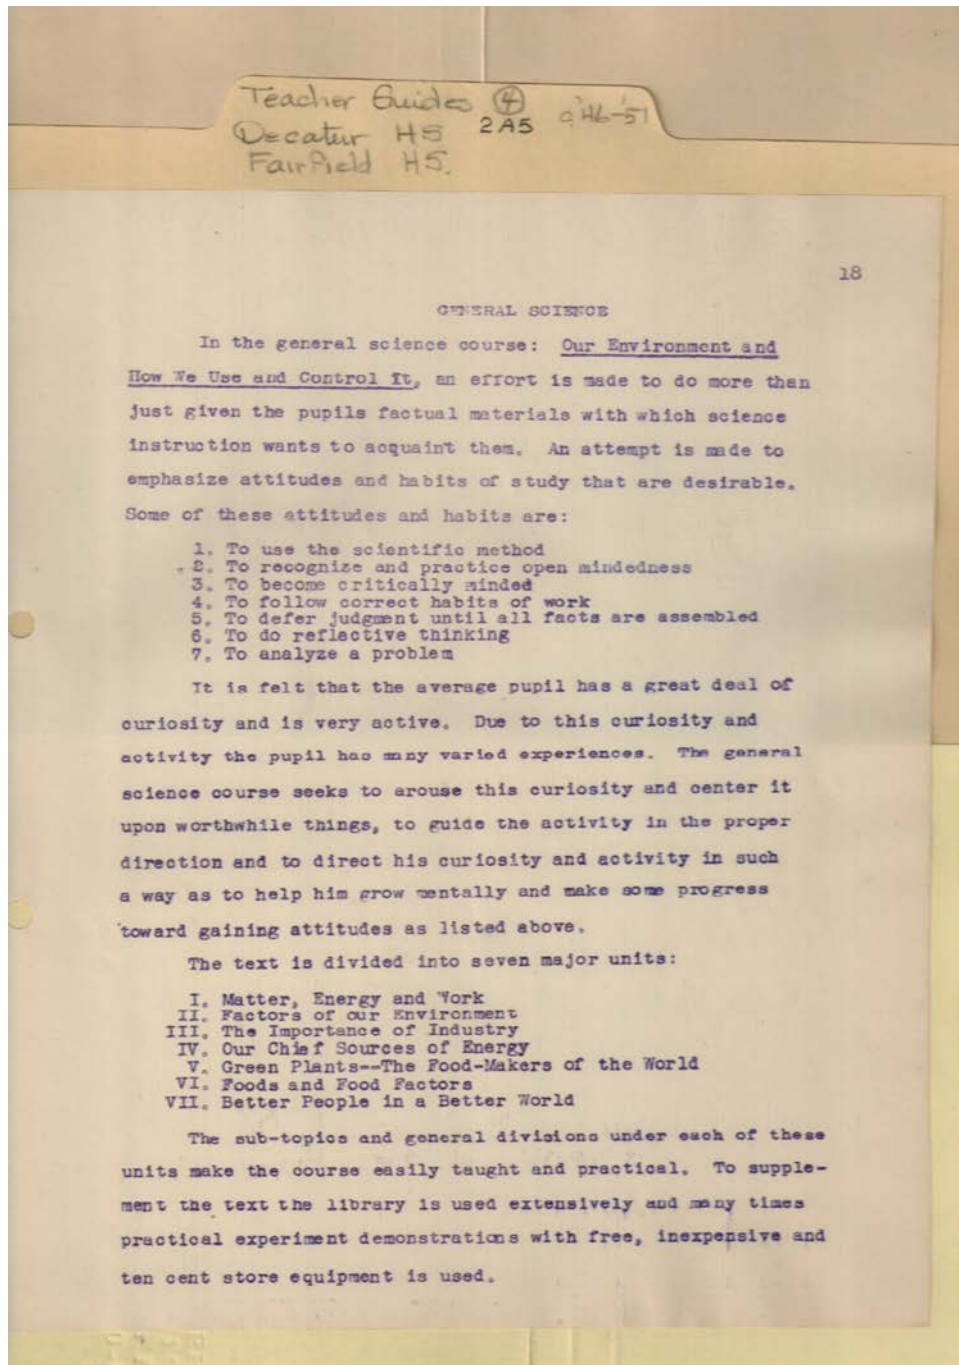 Teacher Guides ④
2A5
c'46-'51
Decatur HS
Fairfield HS.
18
GENERAL SCIENCE
In the general science course: Our Environment and
How We Use and Control It, an effort is made to do more than
just given the pupils factual materials with which science
instruction wants to acquaint them. An attempt is made to
emphasize attitudes and habits of study that are desirable.
Some of these attitudes and habits are:
1. To use the scientific method
2. To recognize and practice open mindedness
3. To become critically minded
4. To follow correct habits of work
5. To defer judgment until all facts are assembled
6. To do reflective thinking
7. To analyze a problem
It is felt that the average pupil has a great deal of
curiosity and is very active. Due to this curiosity and
activity the pupil has many varied experiences. The general
science course seeks to arouse this curiosity and center it
upon worthwhile things, to guide the activity in the proper
direction and to direct his curiosity and activity in such
a way as to help him grow mentally and make some progress
toward gaining attitudes as listed above.
The text is divided into seven major units:
I. Matter, Energy and Work
II. Factors of our Environment
III. The Importance of Industry
IV. Our Chief Sources of Energy
V. Green Plants--The Food-Makers of the World
VI. Foods and Food Factors
VII. Better People in a Better World
The sub-topics and general divisions under each of these
units make the course easily taught and practical. To supple-
ment the text the library is used extensively and many times
practical experiment demonstrations with free, inexpensive and
ten cent store equipment is used.